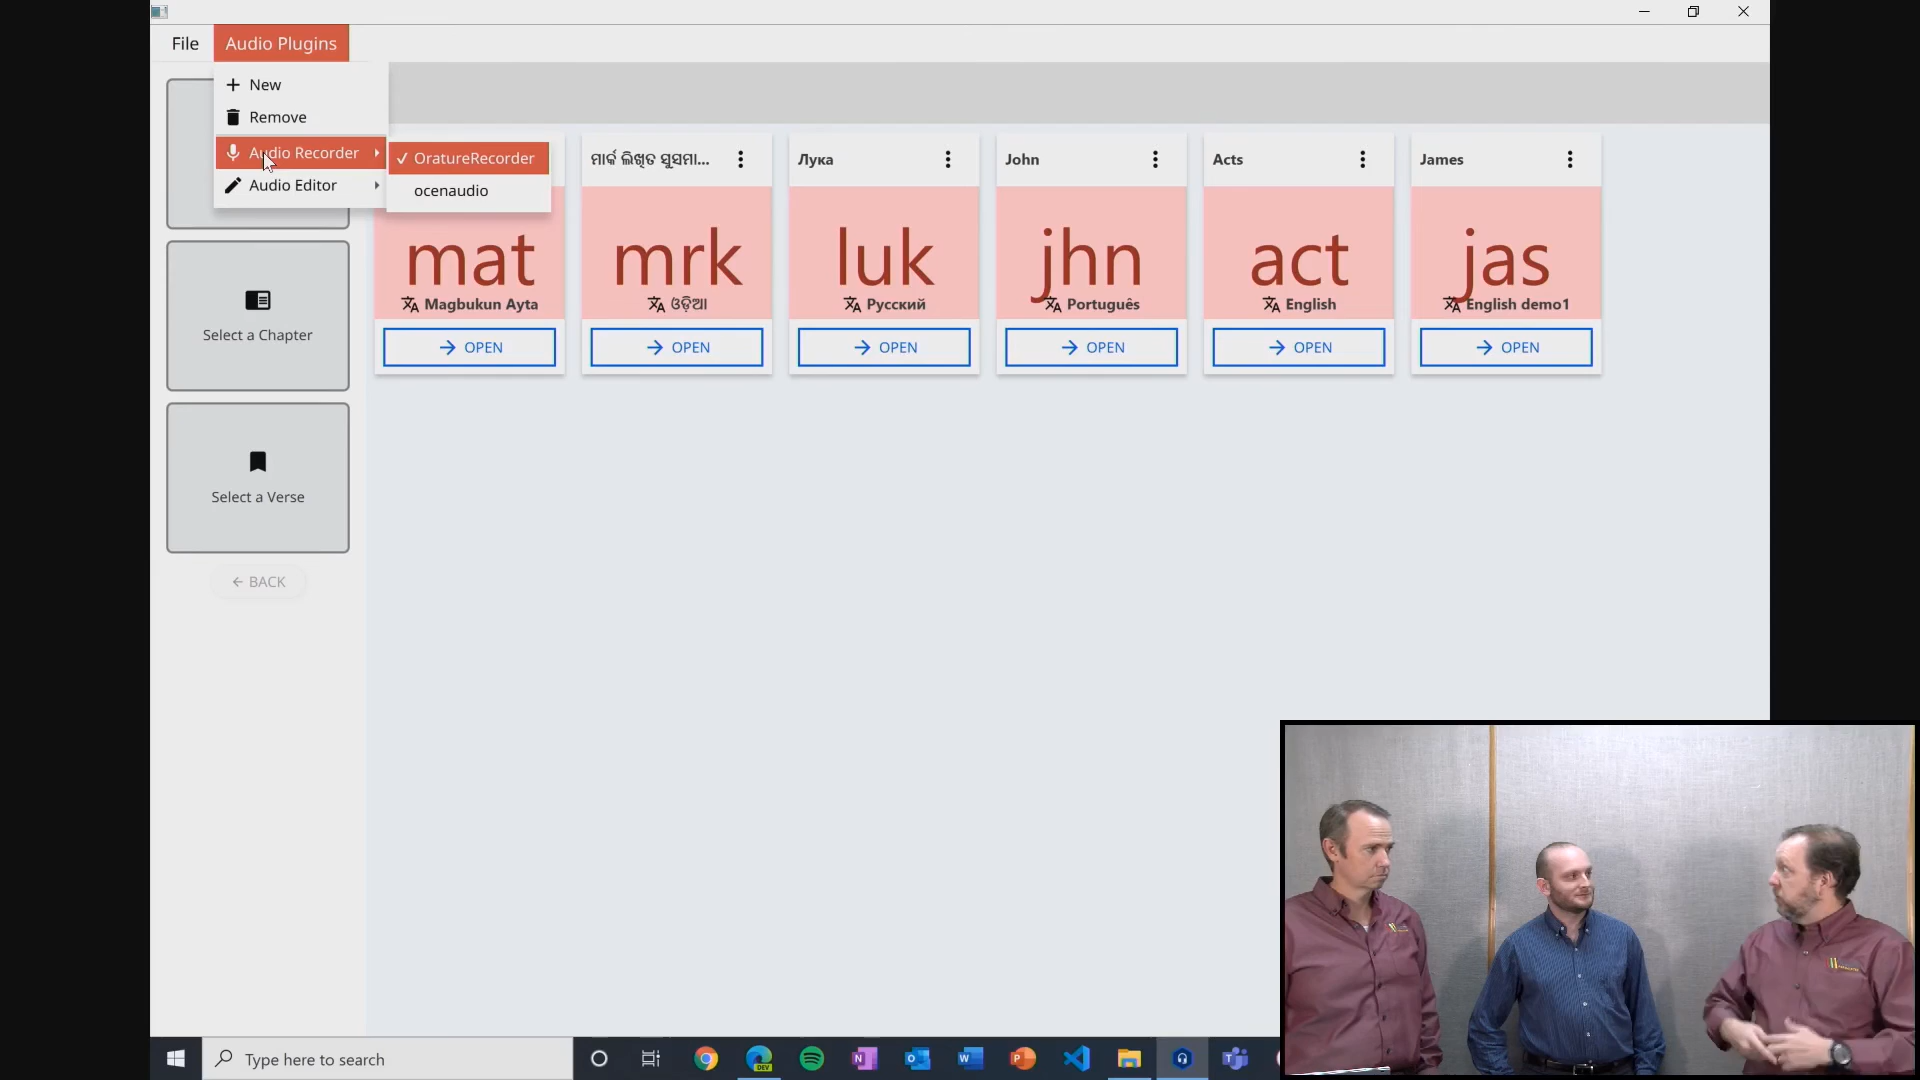 File
Audio Plugins
New
Remove
Audio Recorder
Audio Editor
OratureRecorder
ocenaudio
Select a Chapter
Select a Verse
BACK
mat
Magbukun Ayta
OPEN
ମାର୍କ ଲିଖିତ ସୁସମା...
mrk
ଓଡ଼ିଆ
OPEN
Лука
luk
Русский
OPEN
John
jhn
Português
OPEN
Acts
act
English
OPEN
James
jas
English demo1
OPEN
Type here to search
DEV